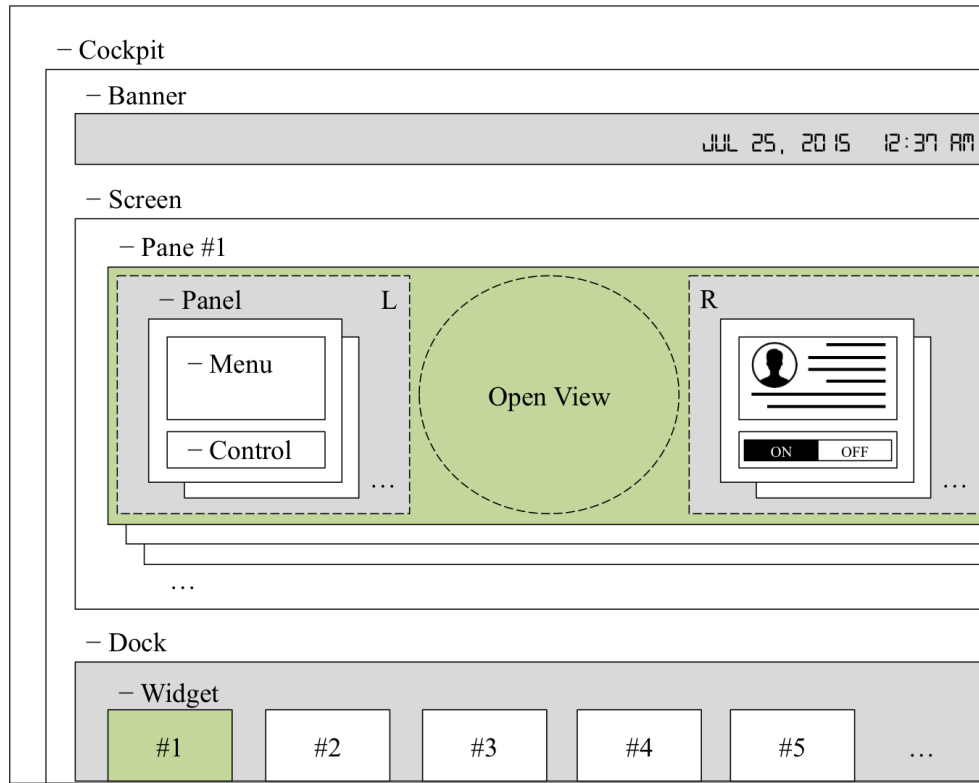 – Cockpit
– Banner
JUL 25, 2015 12:37 AM
– Screen
– Pane #1
– Panel L
R
– Menu
Open View
– Control
ON OFF
...
...
...
– Dock
– Widget
#1 #2 #3 #4 #5 ...